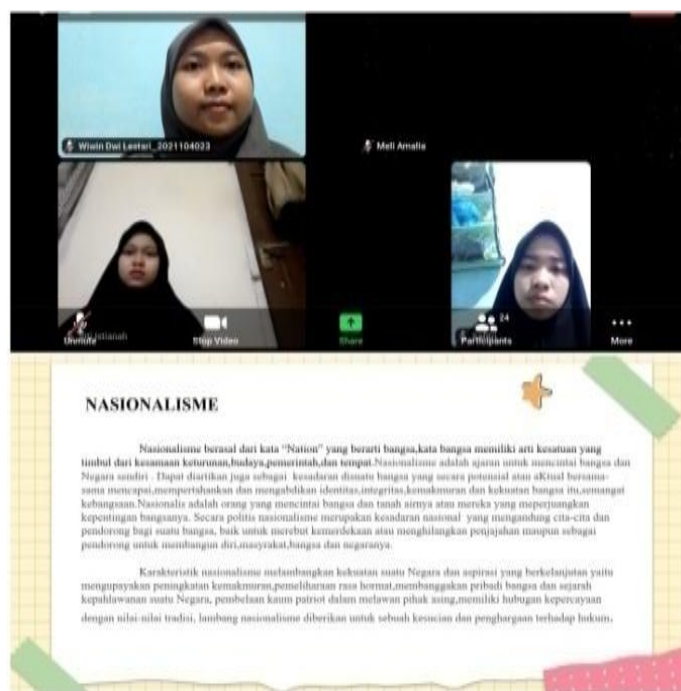 Wiwin Dwi Lestari_2021104023
Meli Amalia
istianah
Unmute
Stop Video
Share
24
Participants
More
NASIONALISME
Nasionalisme berasal dari kata “Nation” yang berarti bangsa,kata bangsa memiliki arti kesatuan yang
timbul dari kesamaan keturunan,budaya,pemerintah,dan tempat.Nasionalisme adalah ajaran untuk mencintai bangsa dan
Negara sendiri . Dapat diartikan juga sebagai kesadaran disuatu bangsa yang secara potensial atau aKtual bersama-
sama mencapai,mempertahankan dan mengabdikan identitas,integritas,kemakmuran dan kekuatan bangsa itu,semangat
kebangsaan.Nasionalis adalah orang yang mencintai bangsa dan tanah airnya atau mereka yang meperjuangkan
kepentingan bangsanya. Secara politis nasionalisme merupakan kesadaran nasional yang mengandung cita-cita dan
pendorong bagi suatu bangsa, baik untuk merebut kemerdekaan atau menghilangkan penjajahan maupun sebagai
pendorong untuk membangun diri,masyrakat,bangsa dan negaranya.
Karakteristik nasionalisme melambangkan kekuatan suatu Negara dan aspirasi yang berkelanjutan yaitu
mengupayakan peningkatan kemakmuran,pemeliharaan rasa hormat,membanggakan pribadi bangsa dan sejarah
kepahlawanan suatu Negara, pembelaan kaum patriot dalam melawan pihak asing,memiliki hubugan kepercayaan
dengan nilai-nilai tradisi, lambang nasionalisme diberikan untuk sebuah kesucian dan penghargaan terhadap hukum.